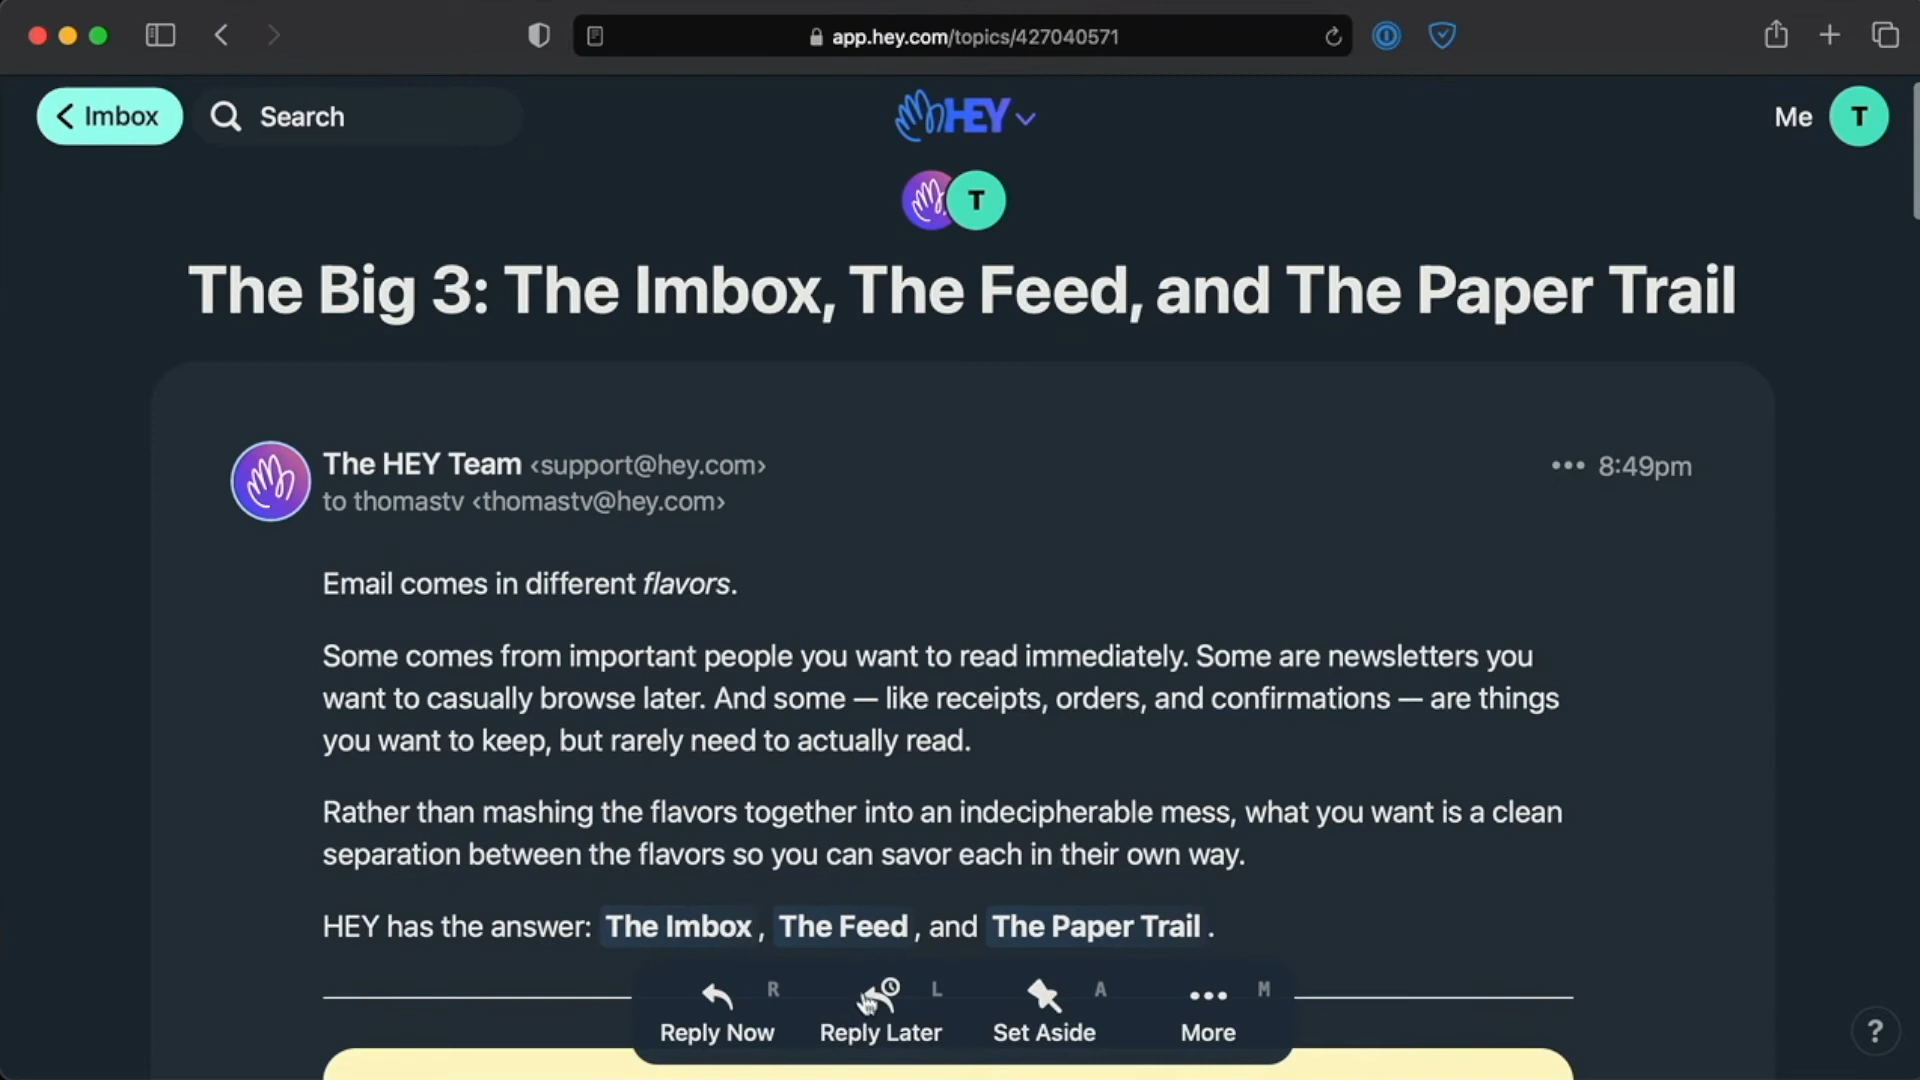 app.hey.com/topics/427040571
Imbox
Search
HEY
Me T
T
The Big 3: The Imbox, The Feed, and The Paper Trail
The HEY Team <support@hey.com>
8:49pm
to thomastv <thomastv@hey.com>
Email comes in different flavors.
Some comes from important people you want to read immediately. Some are newsletters you
want to casually browse later. And some — like receipts, orders, and confirmations — are things
you want to keep, but rarely need to actually read.
Rather than mashing the flavors together into an indecipherable mess, what you want is a clean
separation between the flavors so you can savor each in their own way.
HEY has the answer: The Imbox, The Feed, and The Paper Trail.
R L A M
Reply Now Reply Later Set Aside More
?